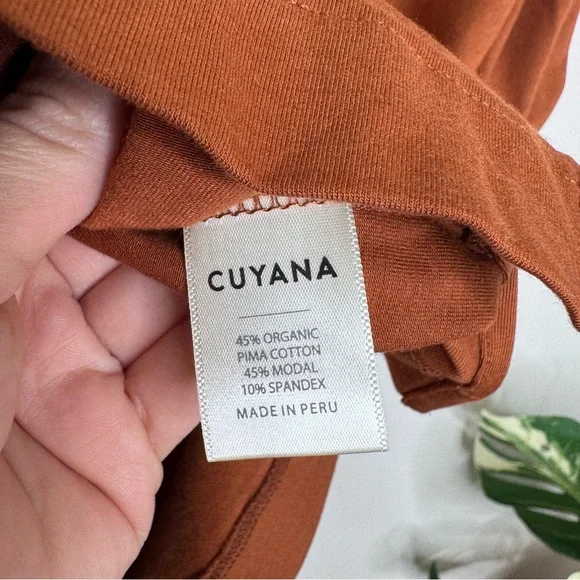 CUYANA
45% ORGANIC
PIMA COTTON
45% MODAL
10% SPANDEX
MADE IN PERU